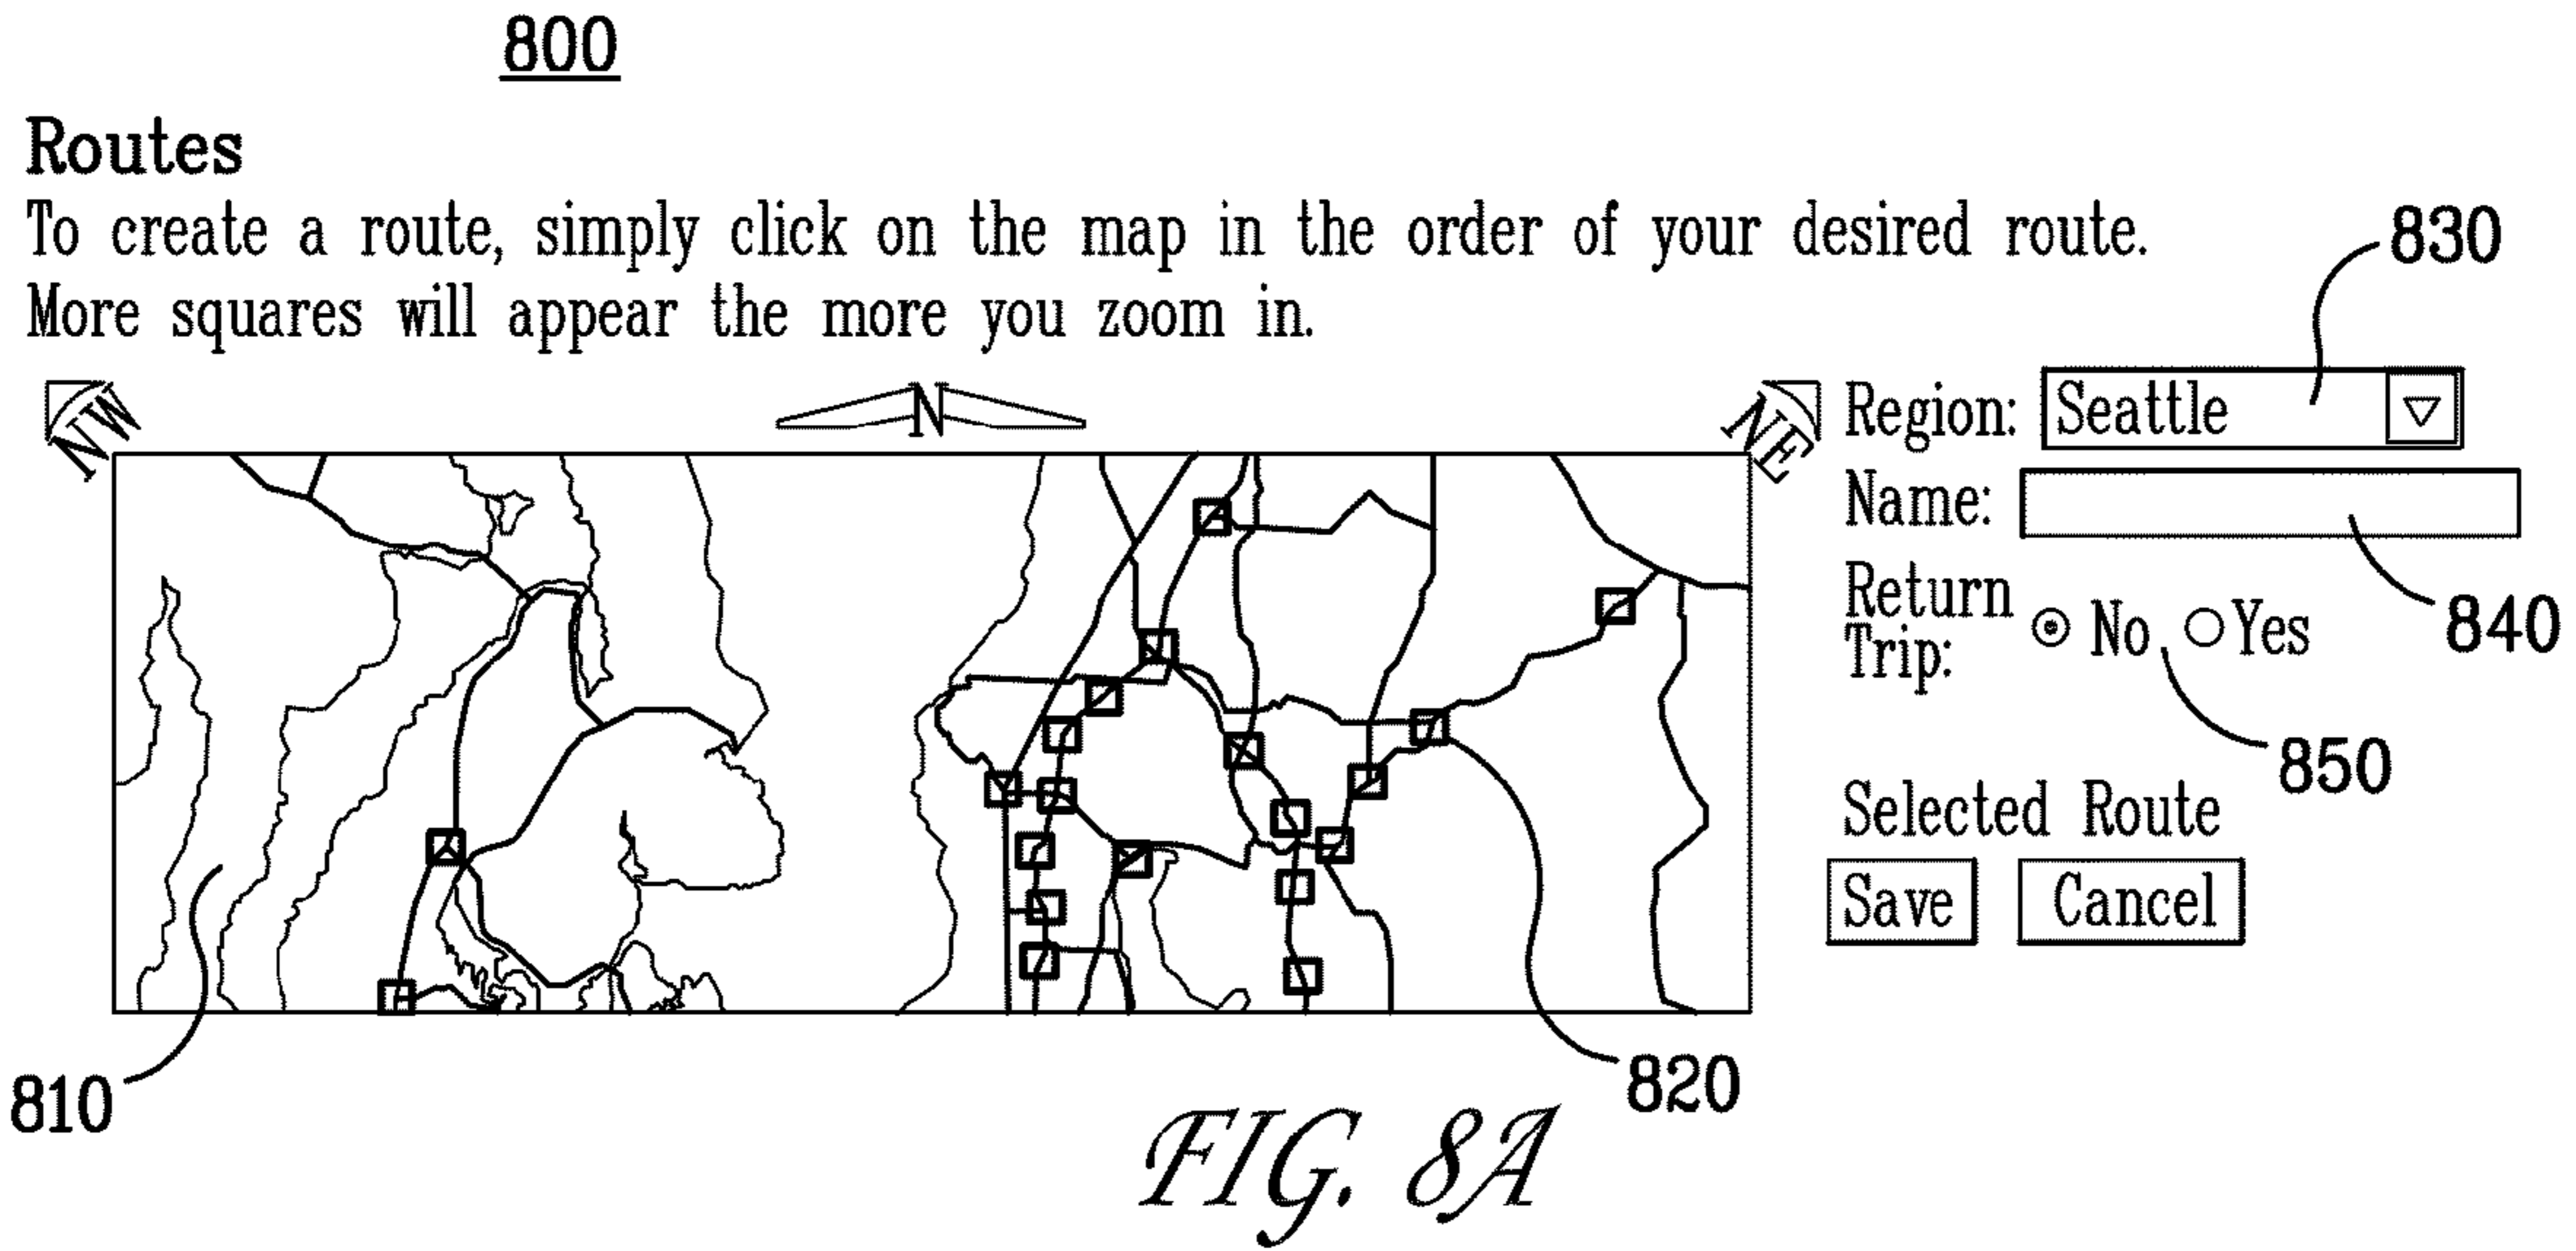 800
Routes
To create a route, simply click on the map in the order of your desired route.
More squares will appear the more you zoom in.
830
NW
N
NE
Region: Seattle
Name:
840
Return Trip: No Yes
850
Selected Route
Save Cancel
810
820
FIG. 8A